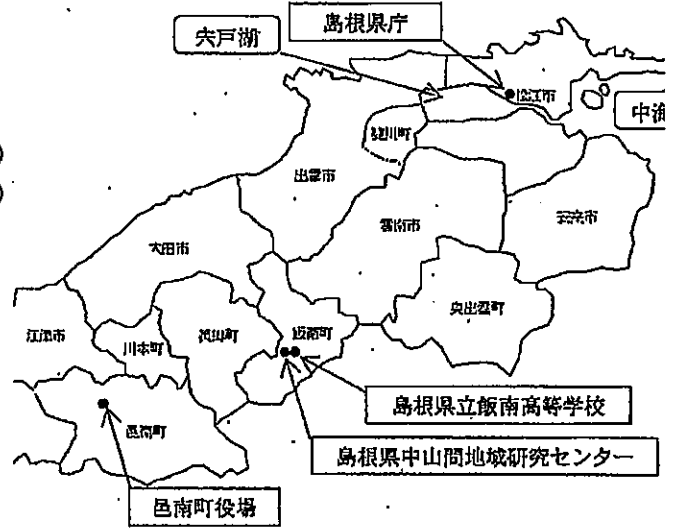 島根県庁
宍戸湖
松江市
中海
斐川町
出雲市
雲南市
安来市
大田市
奥出雲町
江津市
川本町
美郷町
飯南町
島根県立飯南高等学校
邑南町
島根県中山間地域研究センター
邑南町役場